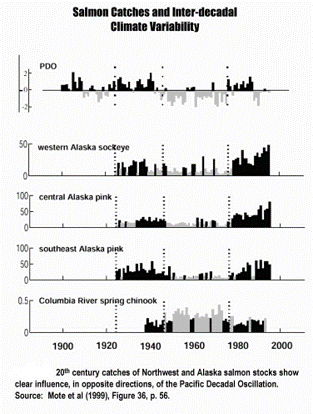 Salmon Catches and Inter-decadal
Climate Variability
PDO
2
0
-2
western Alaska sockeye
50
0
central Alaska pink
100
50
0
southeast Alaska pink
100
50
0
Columbia River spring chinook
0.5
0
1900 1920 1940 1960 1980 2000
20th century catches of Northwest and Alaska salmon stocks show
clear influence, in opposite directions, of the Pacific Decadal Oscillation.
Source: Mote et al (1999), Figure 36, p. 56.